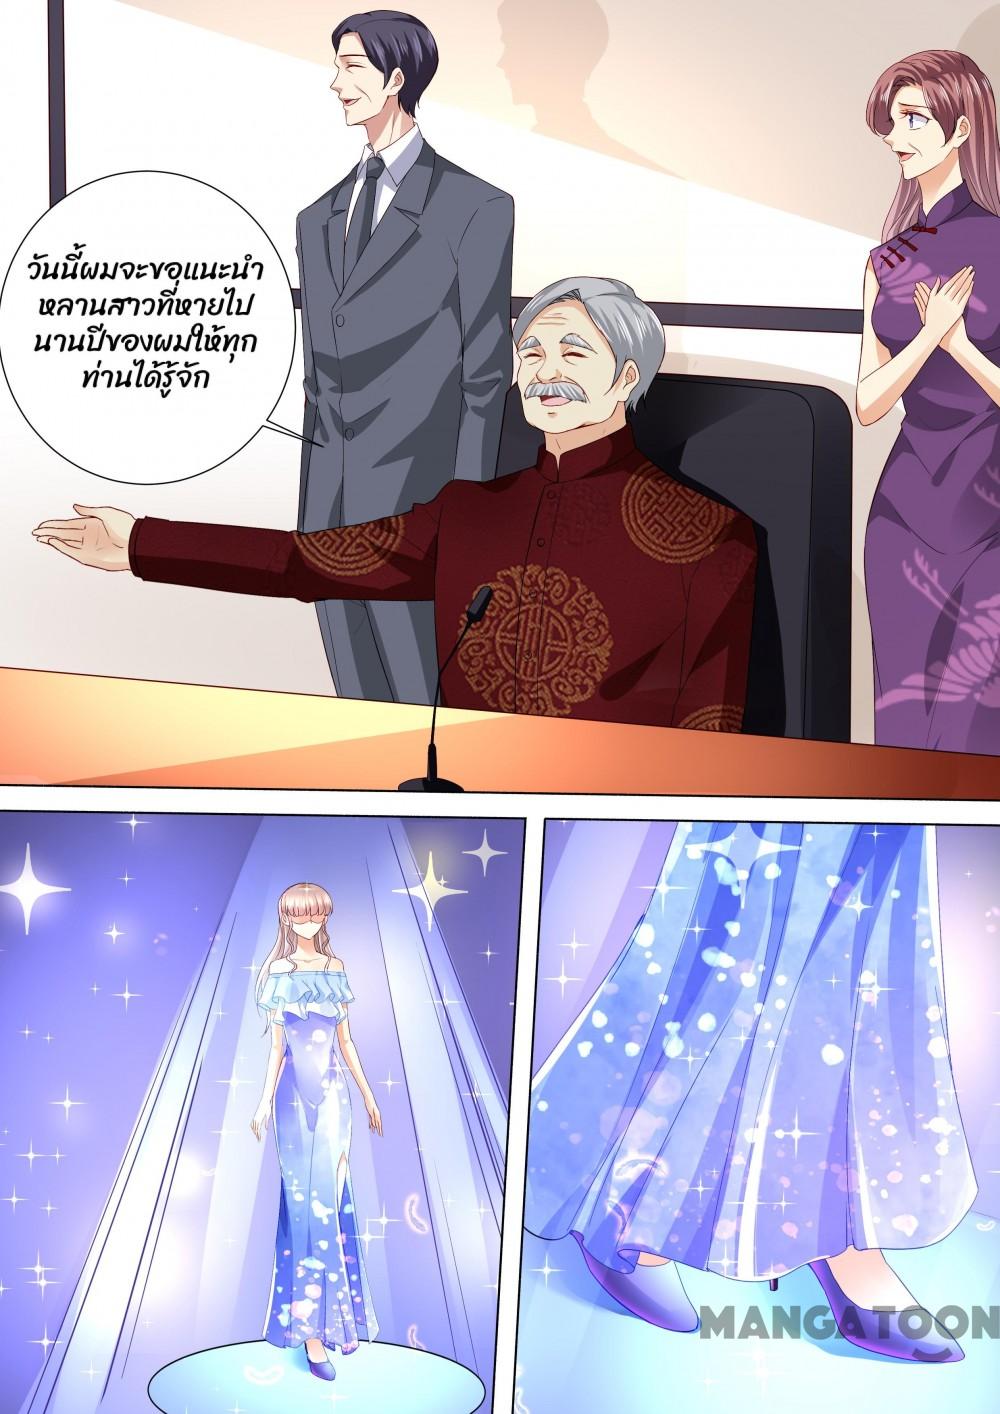 วันนี้ผมจะขอแนะนำ
หลานสาวที่หายไป
นานปีของผมให้ทุก
ท่านได้รู้จัก
MANGATOON